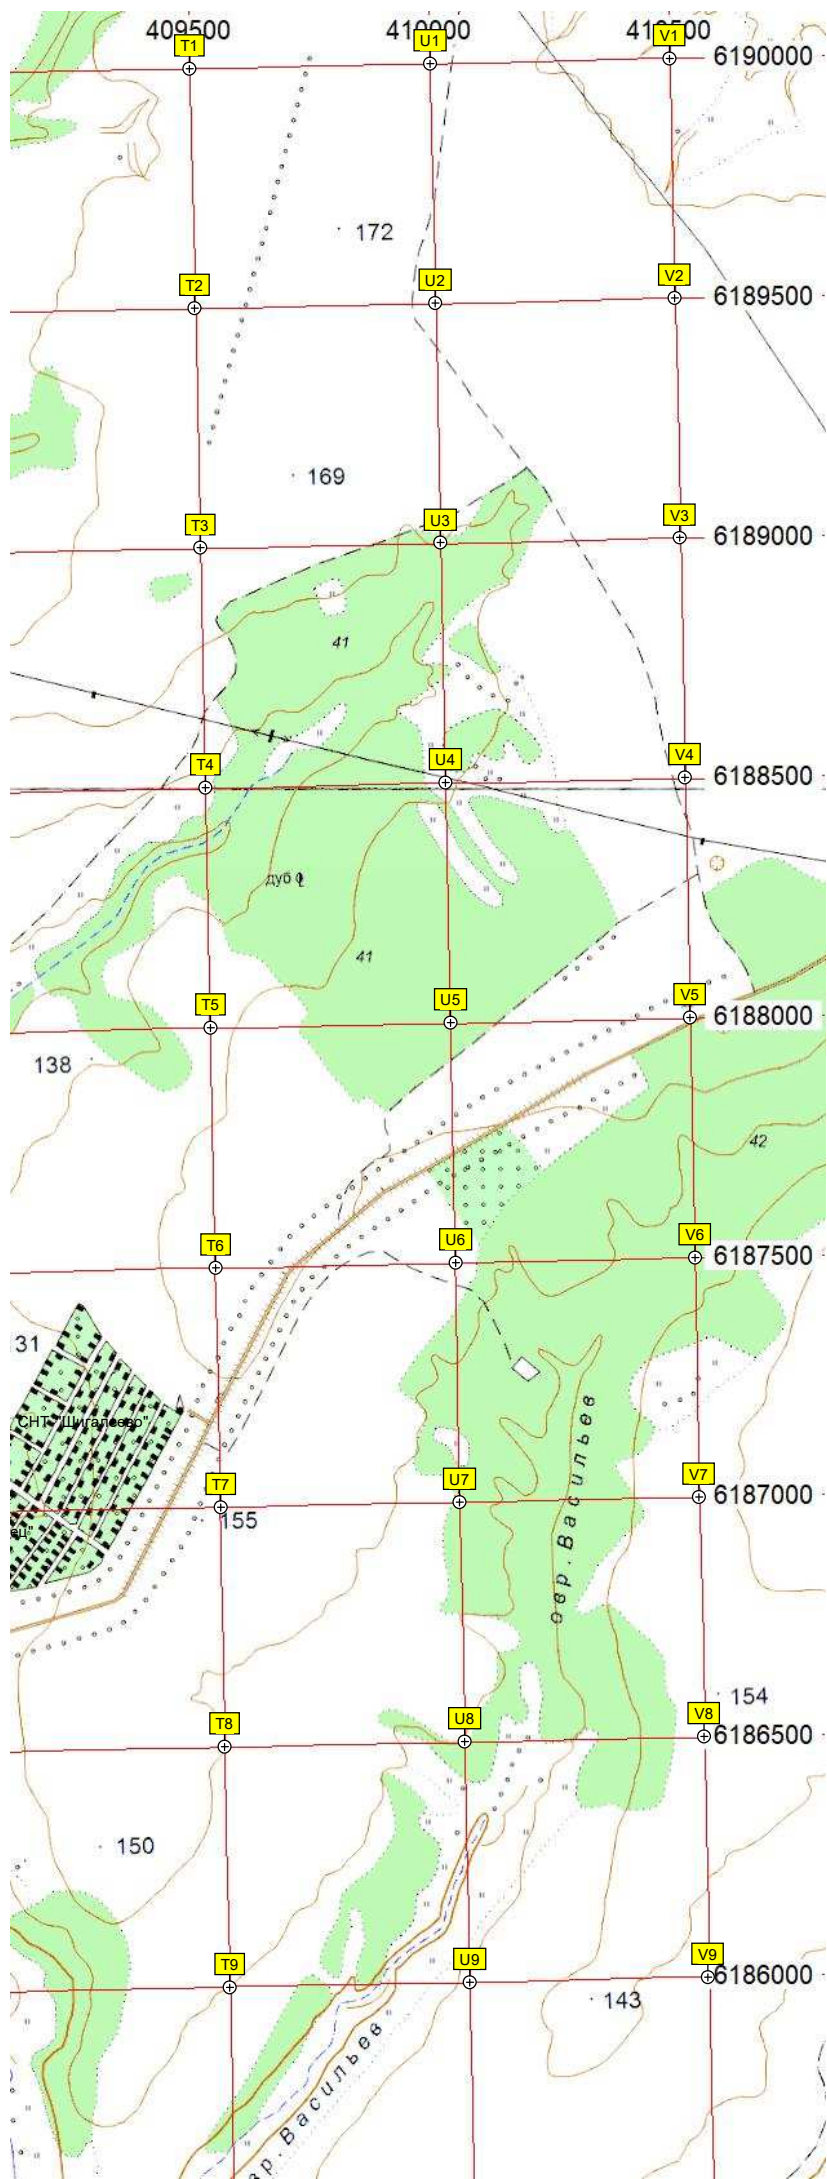 409500 410000 410500
T1 U1 V1 6190000
172
T2 U2 V2 6189500
169
T3 U3 V3 6189000
41
T4 U4 V4 6188500
дуб
41
T5 U5 V5 6188000
138
42
T6 U6 V6 6187500
31
СНТ "Шигалеево"
овр. Васильев
T7 U7 V7 6187000
155
ец"
154
T8 U8 V8 6186500
150
T9 U9 V9 6186000
143
вр. Васильев